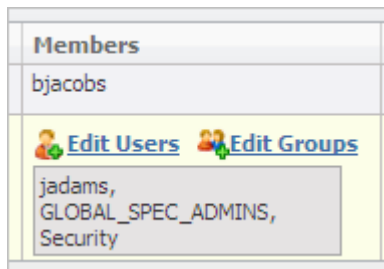 Members
bjacobs
Edit Users Edit Groups
jadams,
GLOBAL_SPEC_ADMINS,
Security